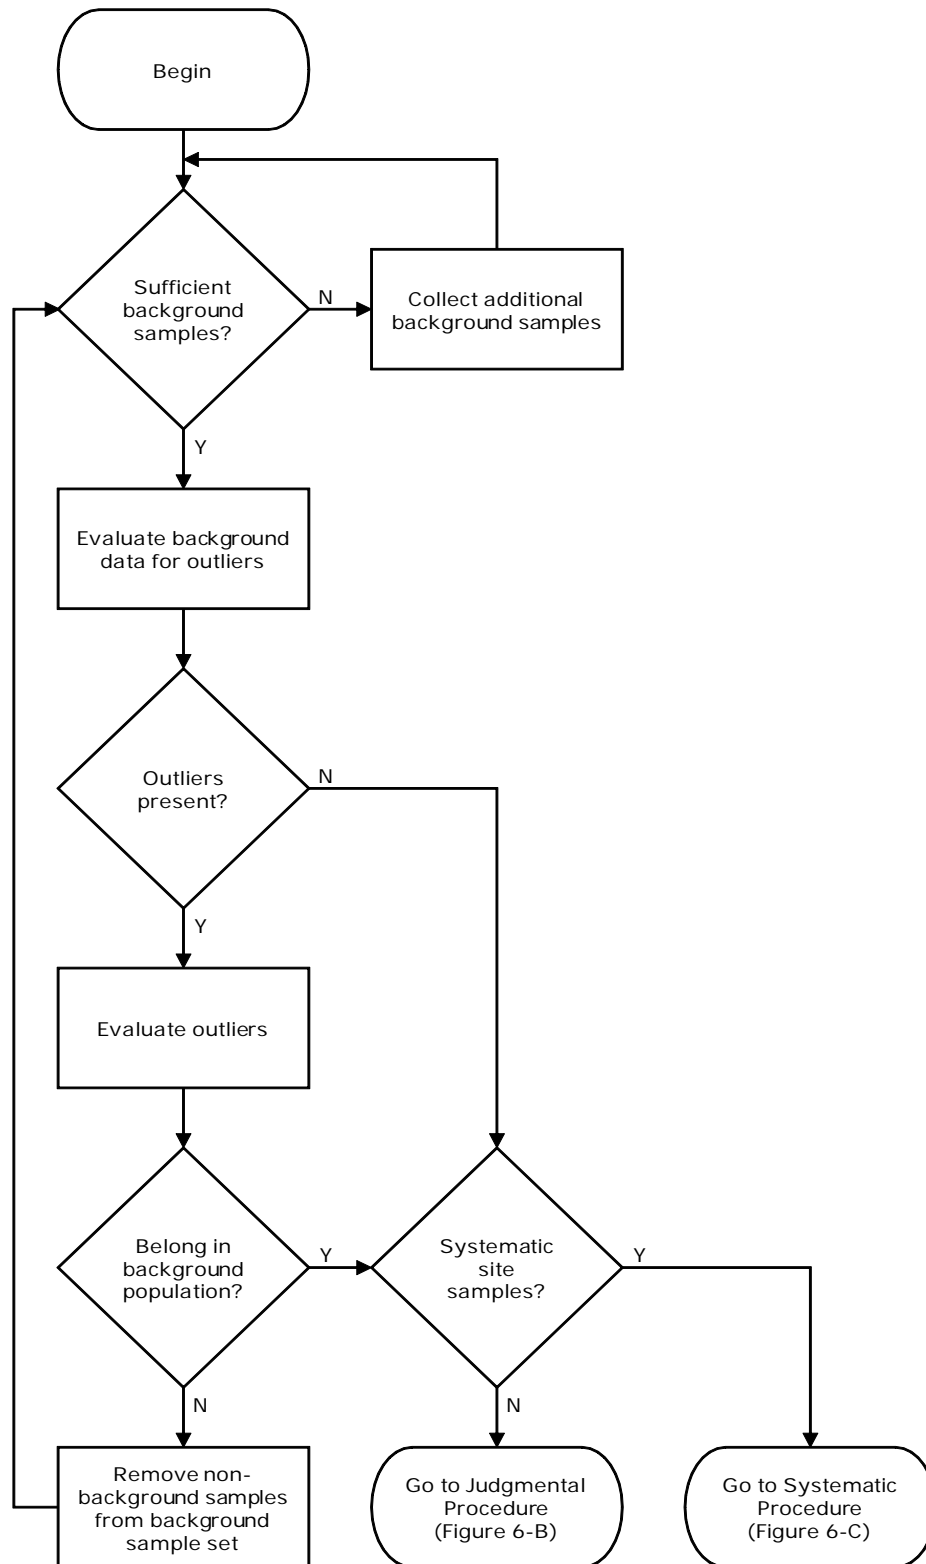 Begin
Sufficient
background
samples?
N
Collect additional
background samples
Y
Evaluate background
data for outliers
Outliers
present?
N
Y
Evaluate outliers
Belong in
background
population?
Y
Systematic
site
samples?
Y
N
N
Remove non-
background samples
from background
sample set
Go to Judgmental
Procedure
(Figure 6-B)
Go to Systematic
Procedure
(Figure 6-C)